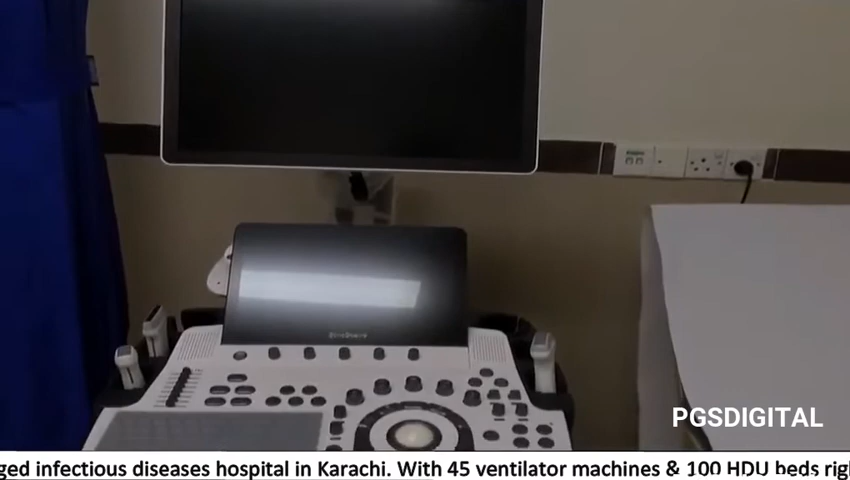 PGSDIGITAL
ged infectious diseases hospital in Karachi. With 45 ventilator machines & 100 HDU beds rig